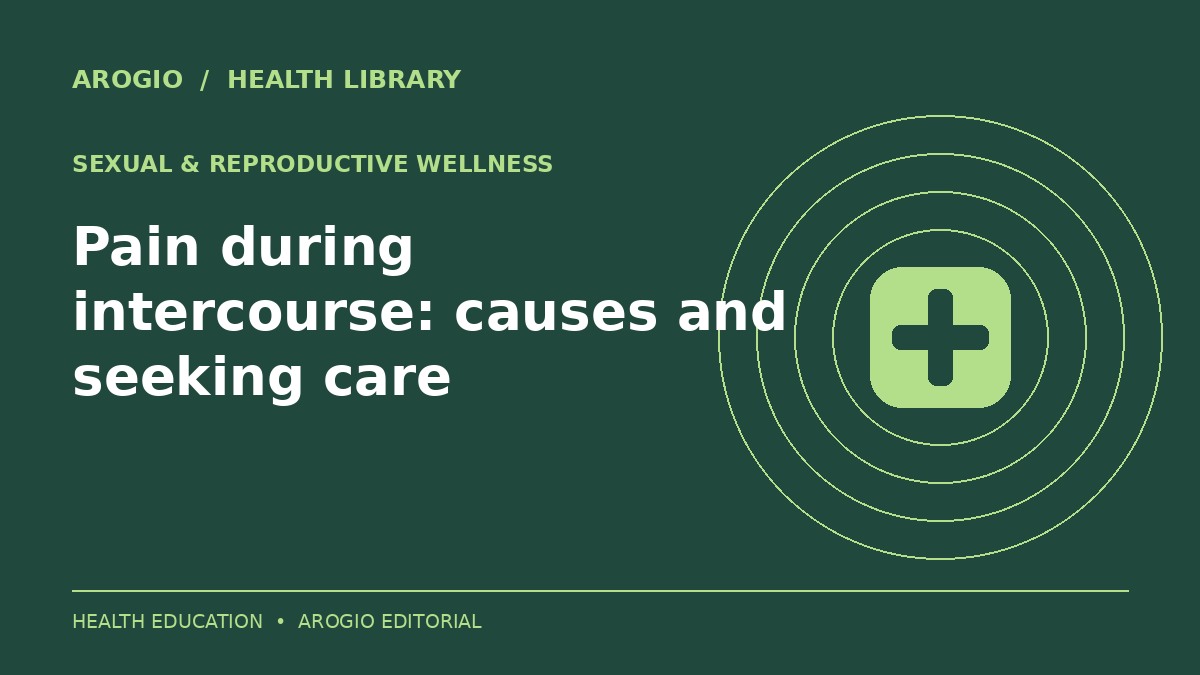 AROGIO / HEALTH LIBRARY
SEXUAL & REPRODUCTIVE WELLNESS
Pain during
intercourse: causes and
seeking care
HEALTH EDUCATION • AROGIO EDITORIAL